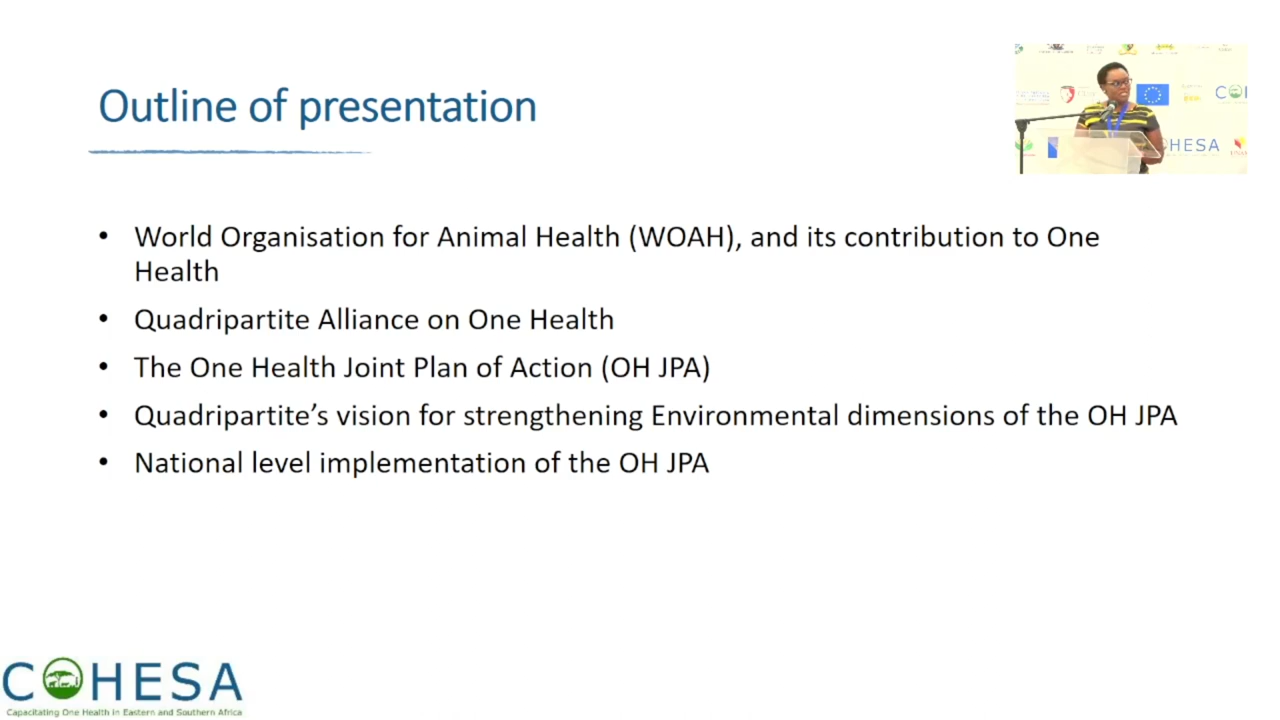 Outline of presentation
• World Organisation for Animal Health (WOAH), and its contribution to One
Health
• Quadripartite Alliance on One Health
• The One Health Joint Plan of Action (OH JPA)
• Quadripartite’s vision for strengthening Environmental dimensions of the OH JPA
• National level implementation of the OH JPA
HESA
COHESA
Capacitating One Health in Eastern and Southern Africa